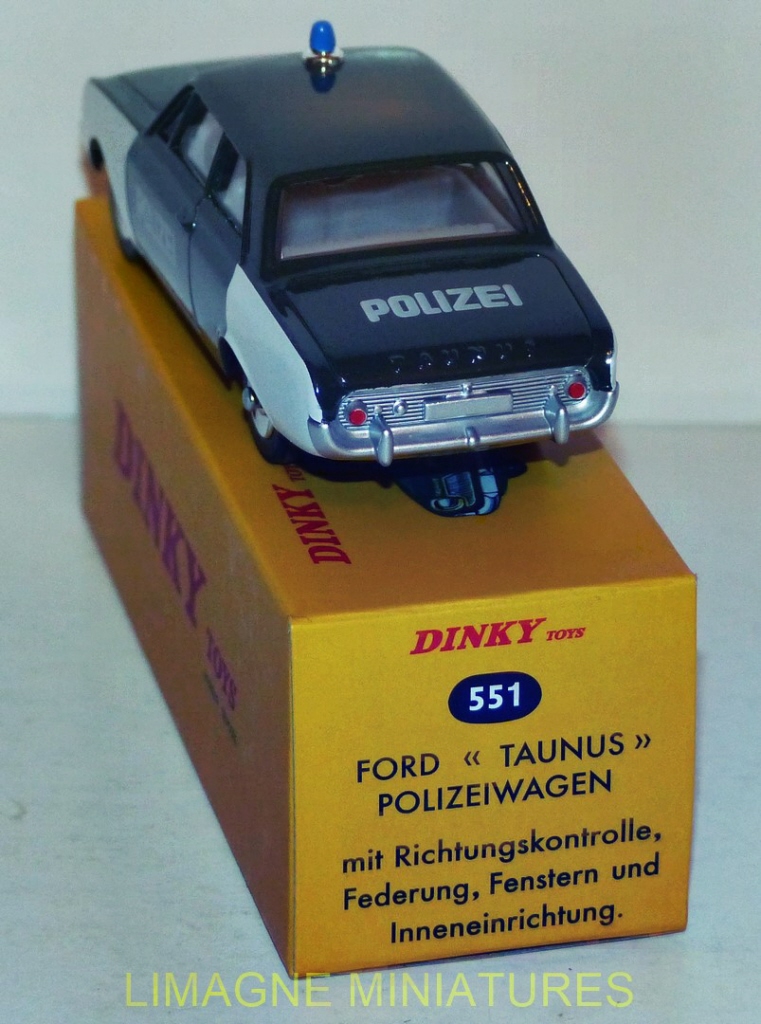 POLIZEI
TAUNUS
DINKY TOYS
DINKY TOYS
DINKY TOYS
551
FORD « TAUNUS »
POLIZEIWAGEN
mit Richtungskontrolle,
Federung, Fenstern und
Inneneinrichtung.
LIMAGNE MINIATURES